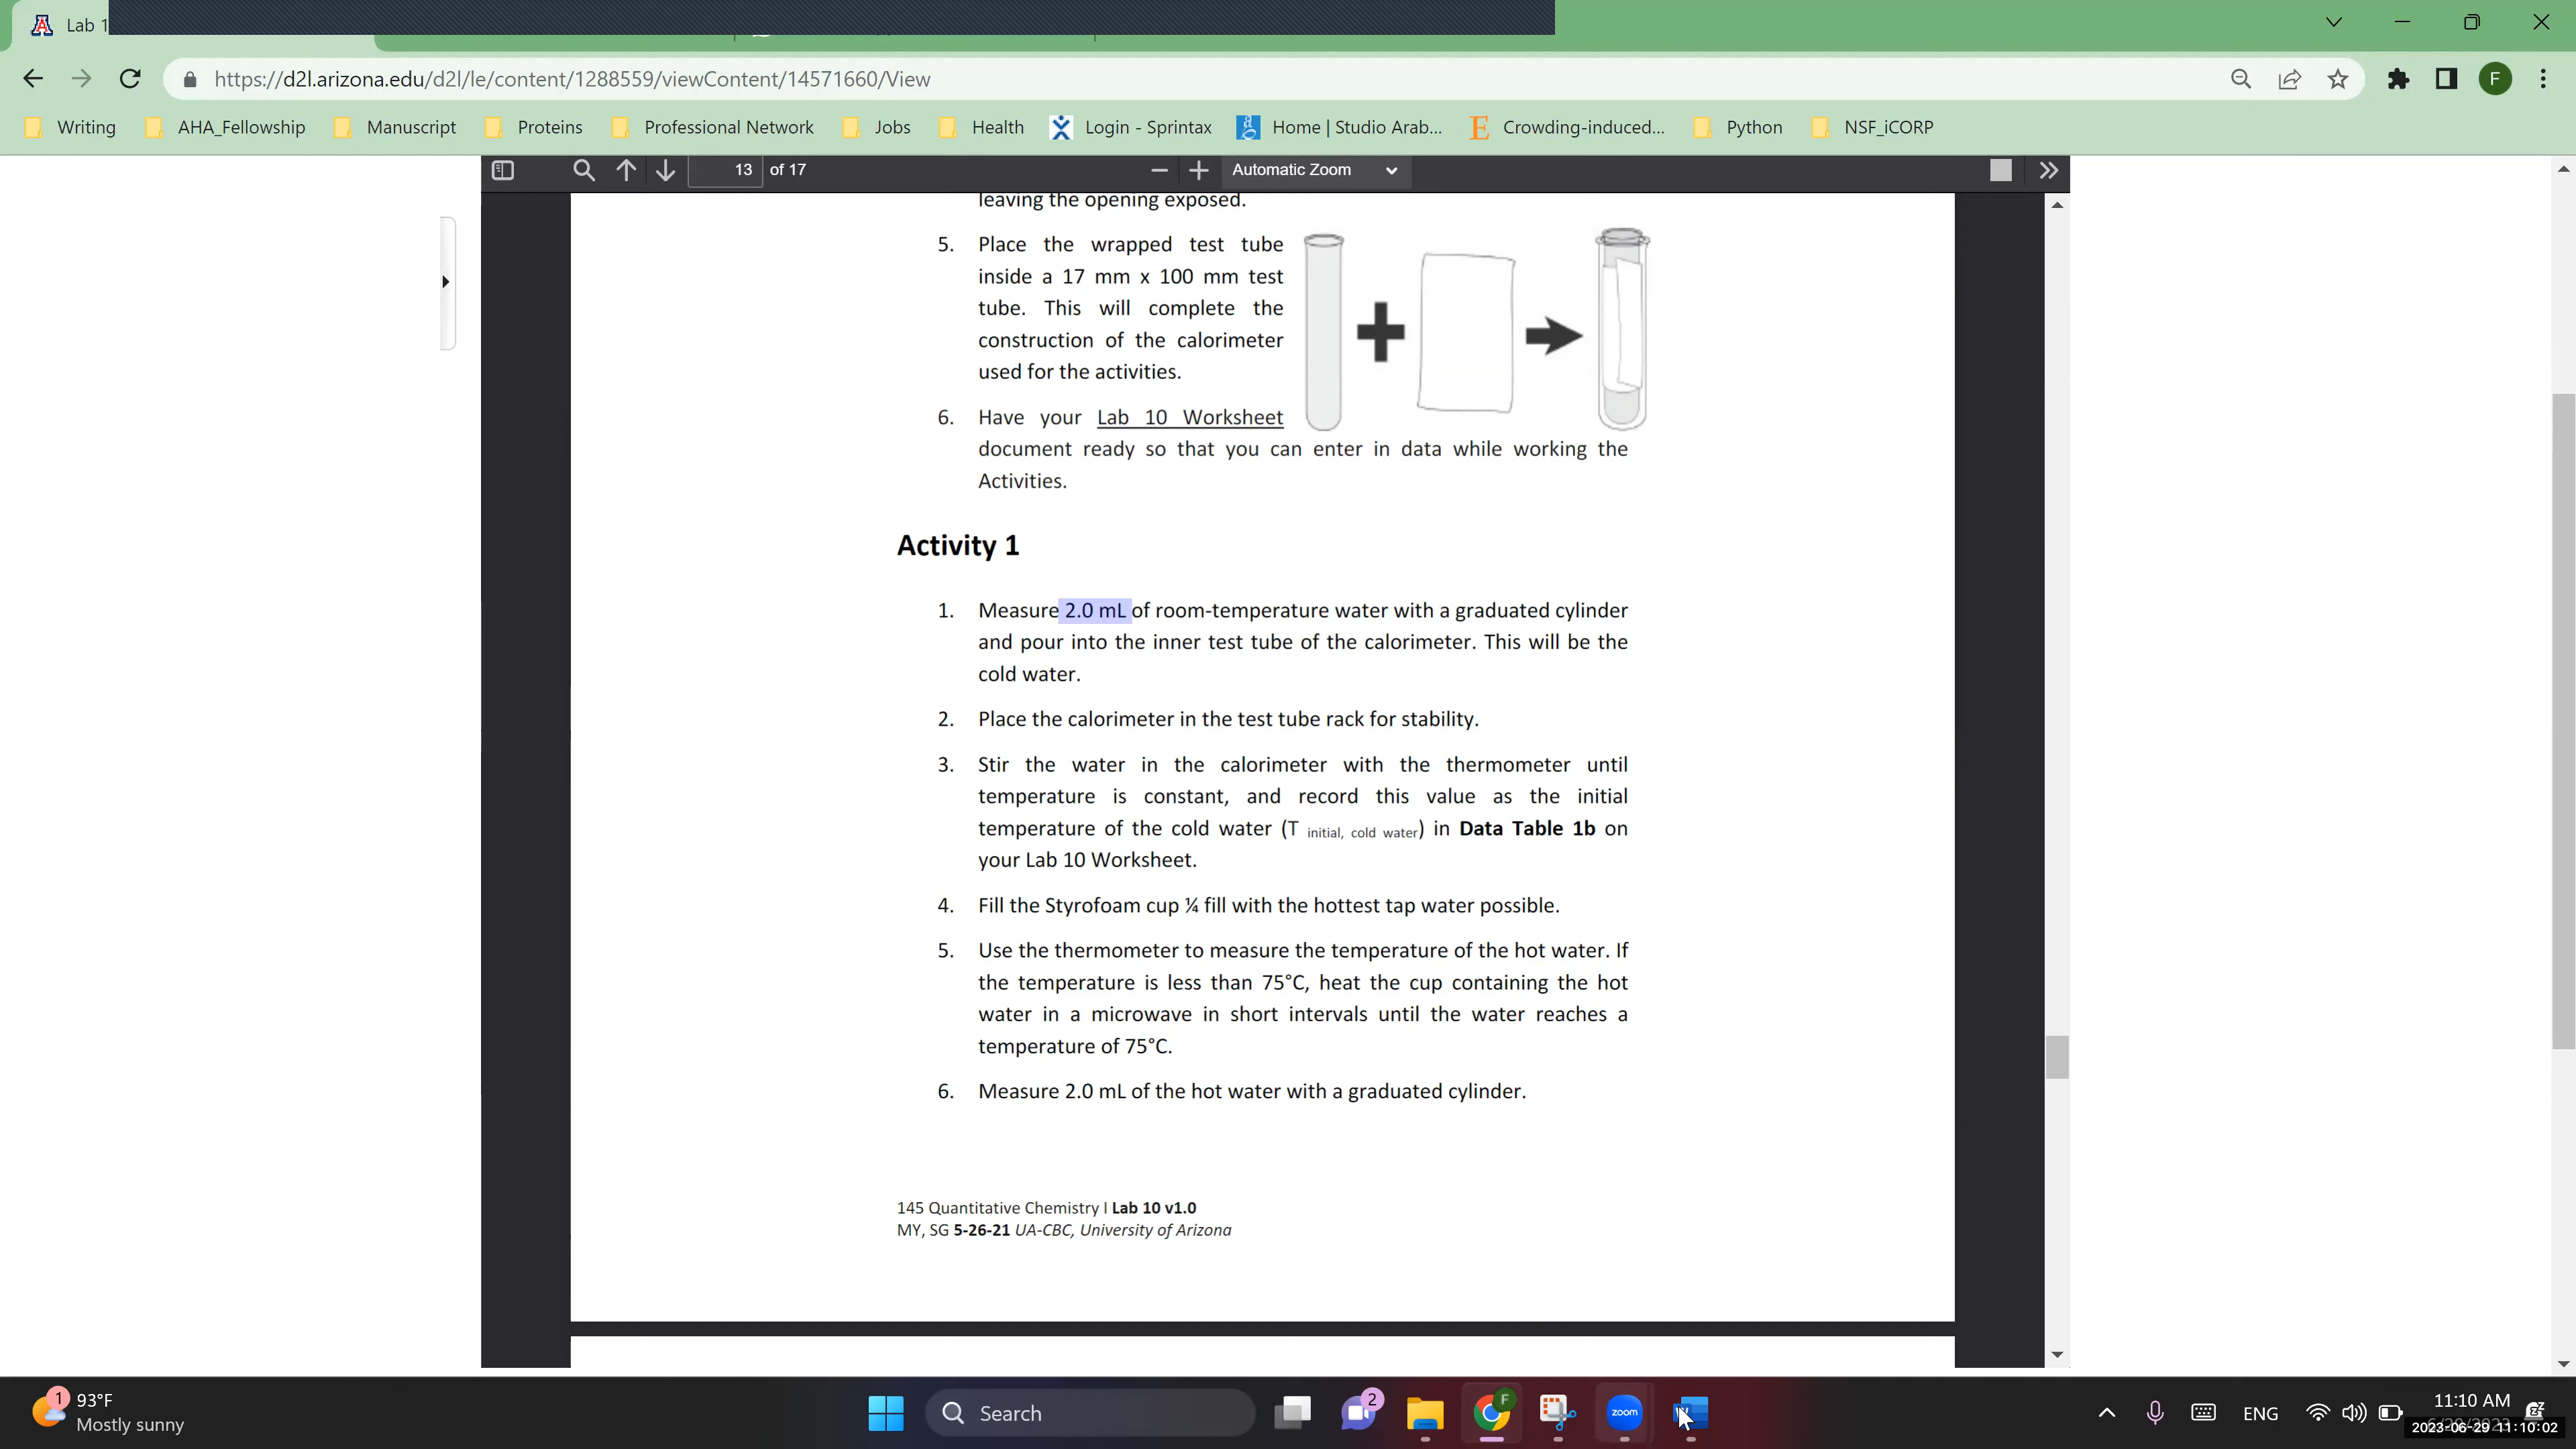 Lab 1
https://d2l.arizona.edu/d2l/le/content/1288559/viewContent/14571660/View
F
Writing
AHA_Fellowship
Manuscript
Proteins
Professional Network
Jobs
Health
Login - Sprintax
Home | Studio Arab...
Crowding-induced...
Python
NSF_iCORP
13 of 17
Automatic Zoom
leaving the opening exposed.
5. Place the wrapped test tube
inside a 17 mm x 100 mm test
tube. This will complete the
construction of the calorimeter
used for the activities.
6. Have your Lab 10 Worksheet
document ready so that you can enter in data while working the
Activities.
Activity 1
1. Measure 2.0 mL of room-temperature water with a graduated cylinder
and pour into the inner test tube of the calorimeter. This will be the
cold water.
2. Place the calorimeter in the test tube rack for stability.
3. Stir the water in the calorimeter with the thermometer until
temperature is constant, and record this value as the initial
temperature of the cold water (T initial, cold water) in Data Table 1b on
your Lab 10 Worksheet.
4. Fill the Styrofoam cup ¼ fill with the hottest tap water possible.
5. Use the thermometer to measure the temperature of the hot water. If
the temperature is less than 75°C, heat the cup containing the hot
water in a microwave in short intervals until the water reaches a
temperature of 75°C.
6. Measure 2.0 mL of the hot water with a graduated cylinder.
145 Quantitative Chemistry I Lab 10 v1.0
MY, SG 5-26-21 UA-CBC, University of Arizona
1
93°F
Mostly sunny
Search
2
F
zoom
W
ENG
11:10 AM
2023-06-29 11:10:02